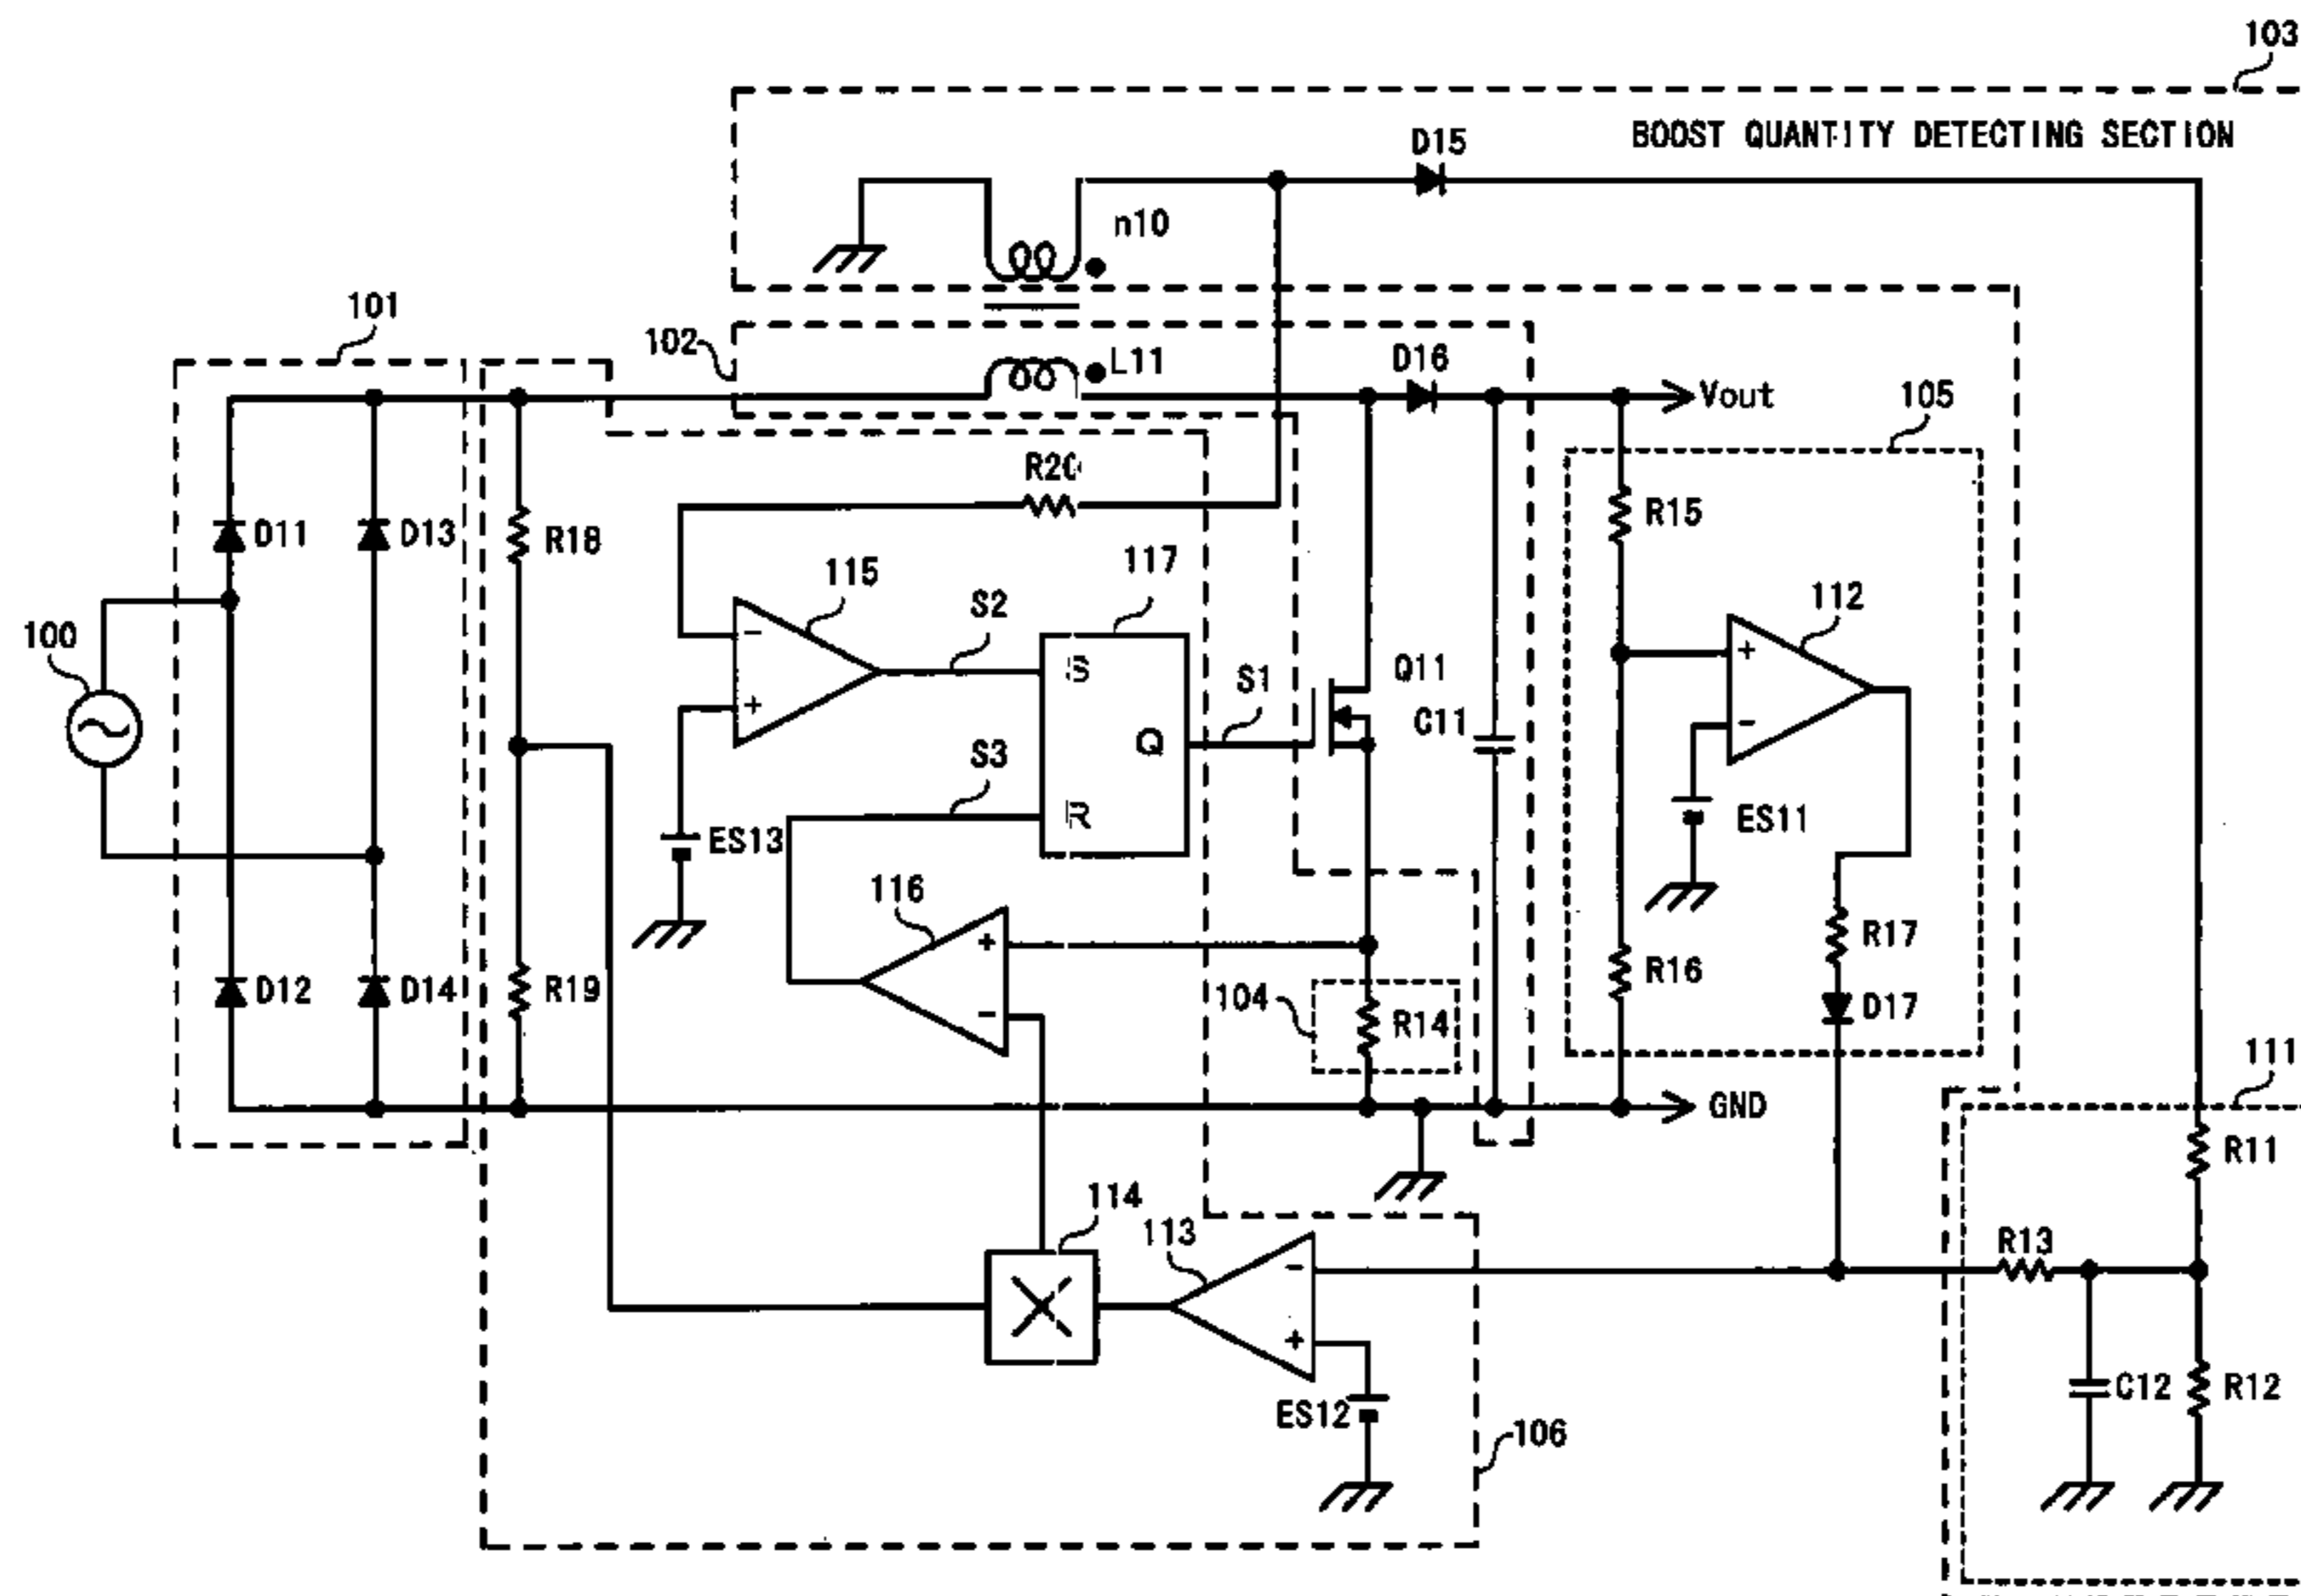 103
BOOST QUANTITY DETECTING SECTION
D15
n10
101
102
L11
D16
Vout
105
R20
D11
D13
R18
R15
115
117
S2
112
100
S
Q11
S1
C11
Q
S3
ES13
R
ES11
116
R17
R16
D12
D14
R19
104
R14
D17
111
GND
R11
114
113
R13
C12
R12
ES12
106